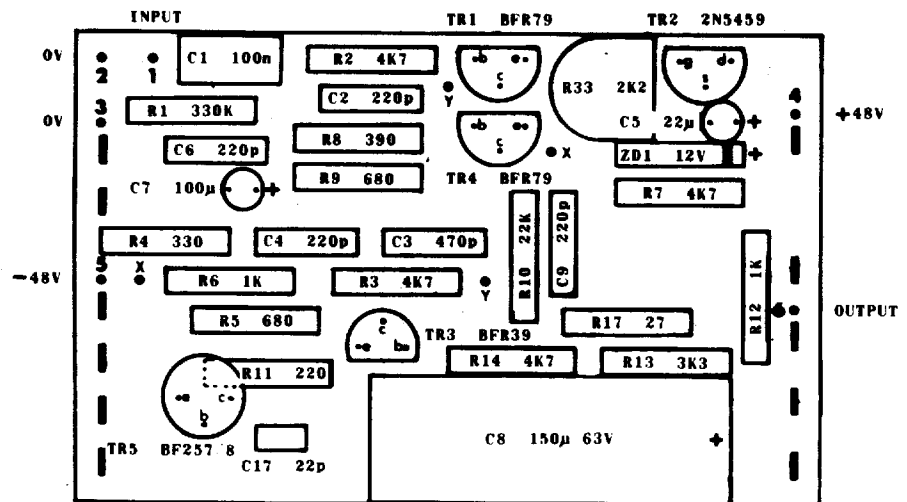 INPUT
TR1 BFR79
TR2 2N5459
0V
C1 100n
R2 4K7
b e
c
g d
s
2
1
C2 220p
Y
R33 2K2
4
+48V
3
0V
R1 330K
C5 22µ
+
b e
c
R8 390
C6 220p
X
ZD1 12V
+
R9 680
TR4 BFR79
C7 100µ
+
R7 4K7
R10 22K
C9 220p
R4 330
C4 220p
C3 470p
R12 1K
5
X
-48V
R6 1K
R3 4K7
Y
6
OUTPUT
R5 680
R17 27
c
e b
TR3 BFR39
R14 4K7
R13 3K3
R11 220
e c
b
C8 150µ 63V
+
TR5 BF257 8
C17 22p